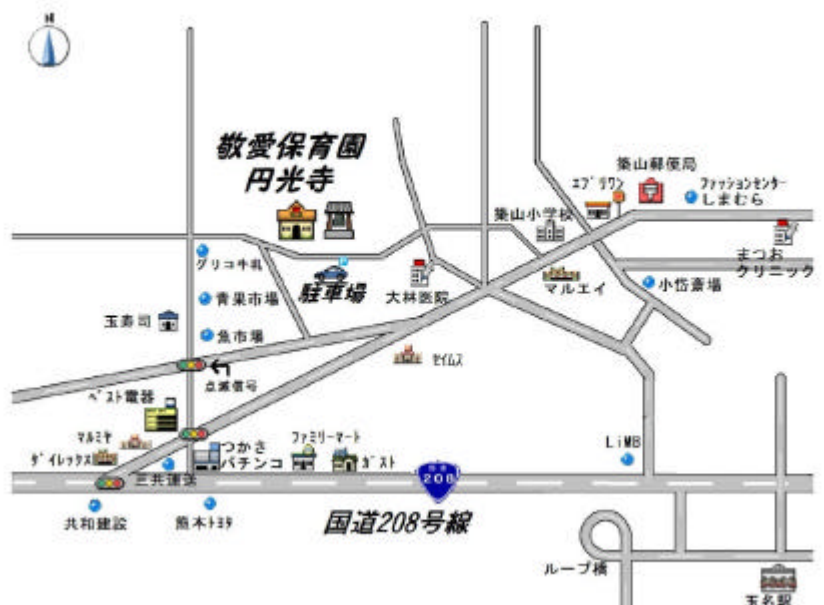 N
敬愛保育園
円光寺
築山郵便局
エブリワン
ファッションセンター
しまむら
築山小学校
まつお
クリニック
グリコ牛乳
駐車場
大林医院
マルエイ
小岱斎場
青果市場
玉寿司
魚市場
セイムス
点滅信号
ベスト電器
マルミヤ
つかさ
パチンコ
ファミリーマート
LiMB
ダイレックス
ガスト
三共運送
国道
208
共和建設
熊本トヨタ
国道208号線
ループ橋
玉名駅